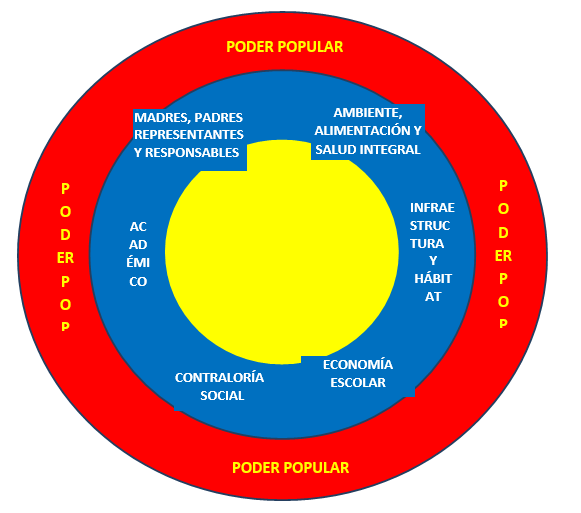 PODER POPULAR
MADRES, PADRES
REPRESENTANTES
Y RESPONSABLES
AMBIENTE,
ALIMENTACIÓN Y
SALUD INTEGRAL
P
O
D
ER
P
O
P
AC
AD
ÉMI
CO
INFRAE
STRUC
TURA
Y
HÁBIT
AT
P
O
D
ER
P
O
P
CONTRALORÍA
SOCIAL
ECONOMÍA
ESCOLAR
PODER POPULAR